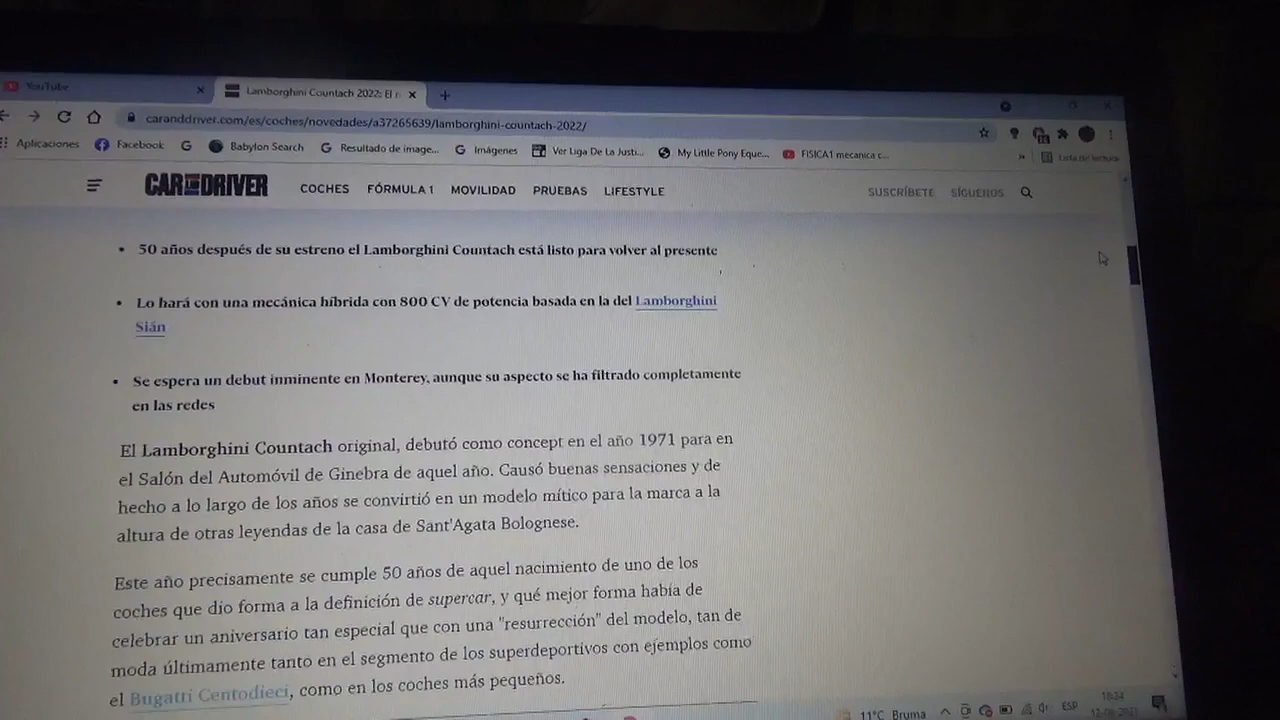 YouTube
Lamborghini Countach 2022: El n
caranddriver.com/es/coches/novedades/a37265639/lamborghini-countach-2022/
Aplicaciones Facebook Babylon Search Resultado de image... Imágenes Ver Liga De La Justi... My Little Pony Eque... FISICA1 mecanica c... » Lista de lectura
CAR AND DRIVER COCHES FÓRMULA 1 MOVILIDAD PRUEBAS LIFESTYLE SUSCRÍBETE SÍGUENOS
• 50 años después de su estreno el Lamborghini Countach está listo para volver al presente
• Lo hará con una mecánica híbrida con 800 CV de potencia basada en la del Lamborghini
Sián
• Se espera un debut inminente en Monterey, aunque su aspecto se ha filtrado completamente
en las redes
El Lamborghini Countach original, debutó como concept en el año 1971 para en
el Salón del Automóvil de Ginebra de aquel año. Causó buenas sensaciones y de
hecho a lo largo de los años se convirtió en un modelo mítico para la marca a la
altura de otras leyendas de la casa de Sant'Agata Bolognese.
Este año precisamente se cumple 50 años de aquel nacimiento de uno de los
coches que dio forma a la definición de supercar, y qué mejor forma había de
celebrar un aniversario tan especial que con una "resurrección" del modelo, tan de
moda últimamente tanto en el segmento de los superdeportivos con ejemplos como
el Bugatti Centodieci, como en los coches más pequeños.
11°C Bruma ESP 18:24